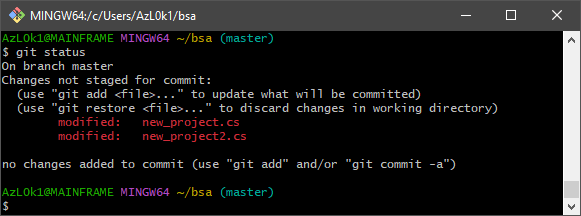 MINGW64:/c/Users/AzL0k1/bsa
AzL0k1@MAINFRAME MINGW64 ~/bsa (master)
$ git status
On branch master
Changes not staged for commit:
  (use "git add <file>..." to update what will be committed)
  (use "git restore <file>..." to discard changes in working directory)
        modified:   new_project.cs
        modified:   new_project2.cs

no changes added to commit (use "git add" and/or "git commit -a")

AzL0k1@MAINFRAME MINGW64 ~/bsa (master)
$